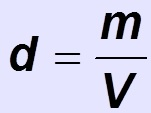 d = m/V